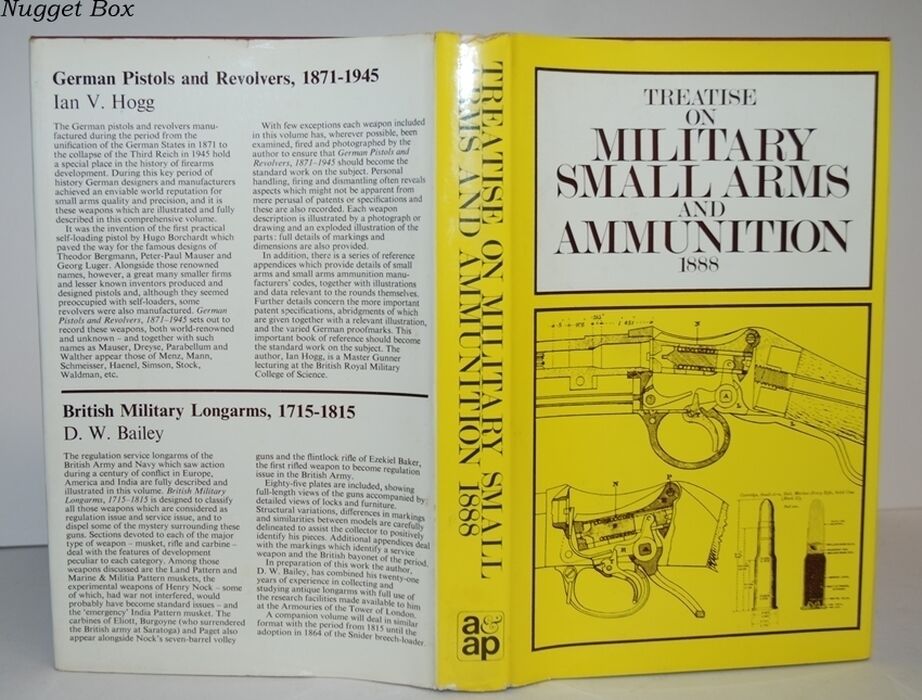 Nugget Box
German Pistols and Revolvers, 1871-1945
Ian V. Hogg
The German pistols and revolvers manu-
factured during the period from the
unification of the German States in 1871 to
the collapse of the Third Reich in 1945 hold
a special place in the history of firearms
development. During this key period of
history German designers and manufacturers
achieved an enviable world reputation for
small arms quality and precision, and it is
these weapons which are illustrated and fully
described in this comprehensive volume.
It was the invention of the first practical
self-loading pistol by Hugo Borchardt which
paved the way for the famous designs of
Theodor Bergmann, Peter-Paul Mauser and
Georg Luger. Alongside those renowned
names, however, a great many smaller firms
and lesser known inventors produced and
designed pistols and, although they seemed
preoccupied with self-loaders, some
revolvers were also manufactured. German
Pistols and Revolvers, 1871-1945 sets out to
record these weapons, both world-renowned
and unknown – and together with such
names as Mauser, Dreyse, Parabellum and
Walther appear those of Menz, Mann,
Schmeisser, Haenel, Simson, Stock,
Waldman, etc.
With few exceptions each weapon included
in this volume has, wherever possible, been
examined, fired and photographed by the
author to ensure that German Pistols and
Revolvers, 1871-1945 should become the
standard work on the subject. Personal
handling, firing and dismantling often reveals
aspects which might not be apparent from
mere perusal of patents or specifications and
these are also recorded. Each weapon
description is illustrated by a photograph or
drawing and an exploded illustration of the
parts: full details of markings and
dimensions are also provided.
In addition, there is a series of reference
appendices which provide details of small
arms and small arms ammunition manu-
facturers' codes, together with illustrations
and data relevant to the rounds themselves.
Further details concern the more important
patent specifications, abridgments of which
are given together with a relevant illustration,
and the varied German proofmarks. This
important book of reference should become
the standard work on the subject. The
author, Ian Hogg, is a Master Gunner
lecturing at the British Royal Military
College of Science.
British Military Longarms, 1715-1815
D. W. Bailey
The regulation service longarms of the
British Army and Navy which saw action
during a century of conflict in Europe,
America and India are fully described and
illustrated in this volume. British Military
Longarms, 1715-1815 is designed to classify
all those weapons which are considered as
regulation issue and service issue, and to
dispel some of the mystery surrounding these
guns. Sections devoted to each of the major
type of weapon – musket, rifle and carbine –
deal with the features of development
peculiar to each category. Among those
weapons discussed are the Land Pattern and
Marine & Militia Pattern muskets, the
experimental weapons of Henry Nock – some
of which, had war not interfered, would
probably have become standard issues – and
the 'emergency' India Pattern musket. The
carbines of Eliott, Burgoyne (who surrendered
the British army at Saratoga) and Paget also
appear alongside Nock's seven-barrel volley
guns and the flintlock rifle of Ezekiel Baker,
the first rifled weapon to become regulation
issue in the British Army.
Eighty-five plates are included, showing
full-length views of the guns accompanied by
detailed views of locks and furniture.
Structural variations, differences in markings
and similarities between models are carefully
delineated to assist the collector to positively
identify his pieces. Additional appendices deal
with the markings which identify a service
weapon and the British bayonet of the period.
In preparation of this work the author,
D. W. Bailey, has combined his twenty-one
years of experience in collecting and
studying antique longarms with full use of
the research facilities made available to him
at the Armouries of the Tower of London.
A companion volume will deal in similar
format with the period from 1815 until the
adoption in 1864 of the Snider breech-loader.
TREATISE ON MILITARY SMALL
ARMS AND AMMUNITION 1888
a&
ap
TREATISE
ON
MILITARY
SMALL ARMS
AND
AMMUNITION
1888
B
A
L
N
P
R